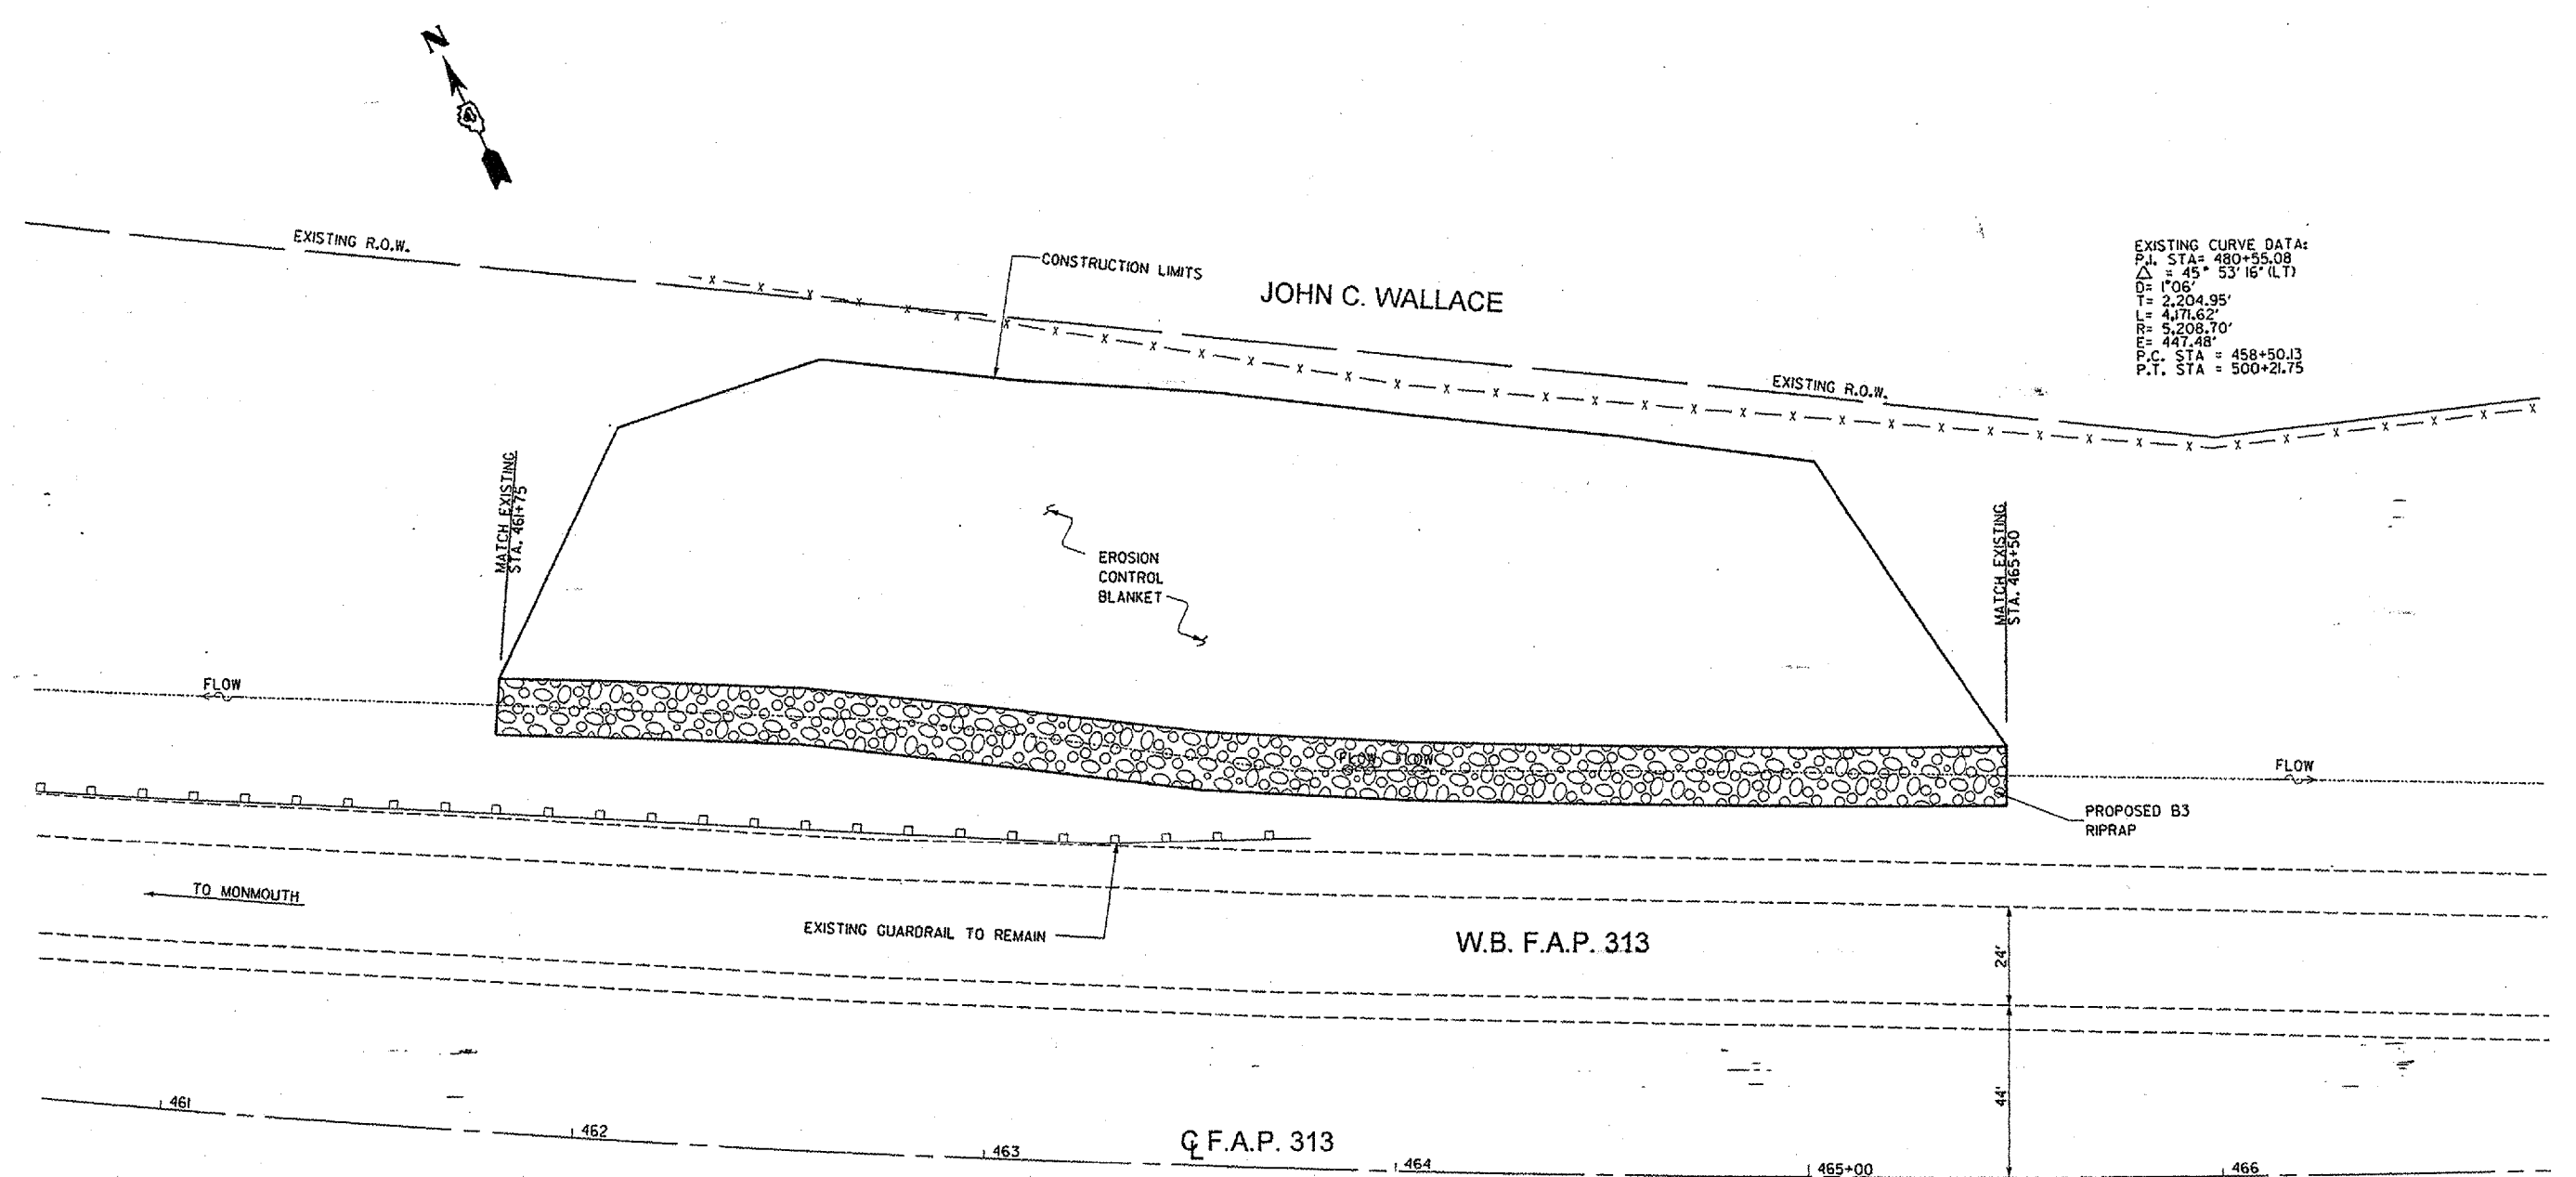 N
EXISTING R.O.W.
CONSTRUCTION LIMITS
JOHN C. WALLACE
EXISTING CURVE DATA:
P.I. STA= 480+55.08
△ = 45° 53' 16" (LT)
D= 1°06'
T= 2,204.95'
L= 4,171.62'
R= 5,208.70'
E= 447.48'
P.C. STA = 458+50.13
P.T. STA = 500+21.75
EXISTING R.O.W.
MATCH EXISTING
STA. 461+75
EROSION
CONTROL
BLANKET
MATCH EXISTING
STA. 465+50
FLOW
FLOW FLOW
FLOW
PROPOSED B3
RIPRAP
TO MONMOUTH
EXISTING GUARDRAIL TO REMAIN
W.B. F.A.P. 313
24'
44'
461
462
463
℄ F.A.P. 313
464
465+00
466